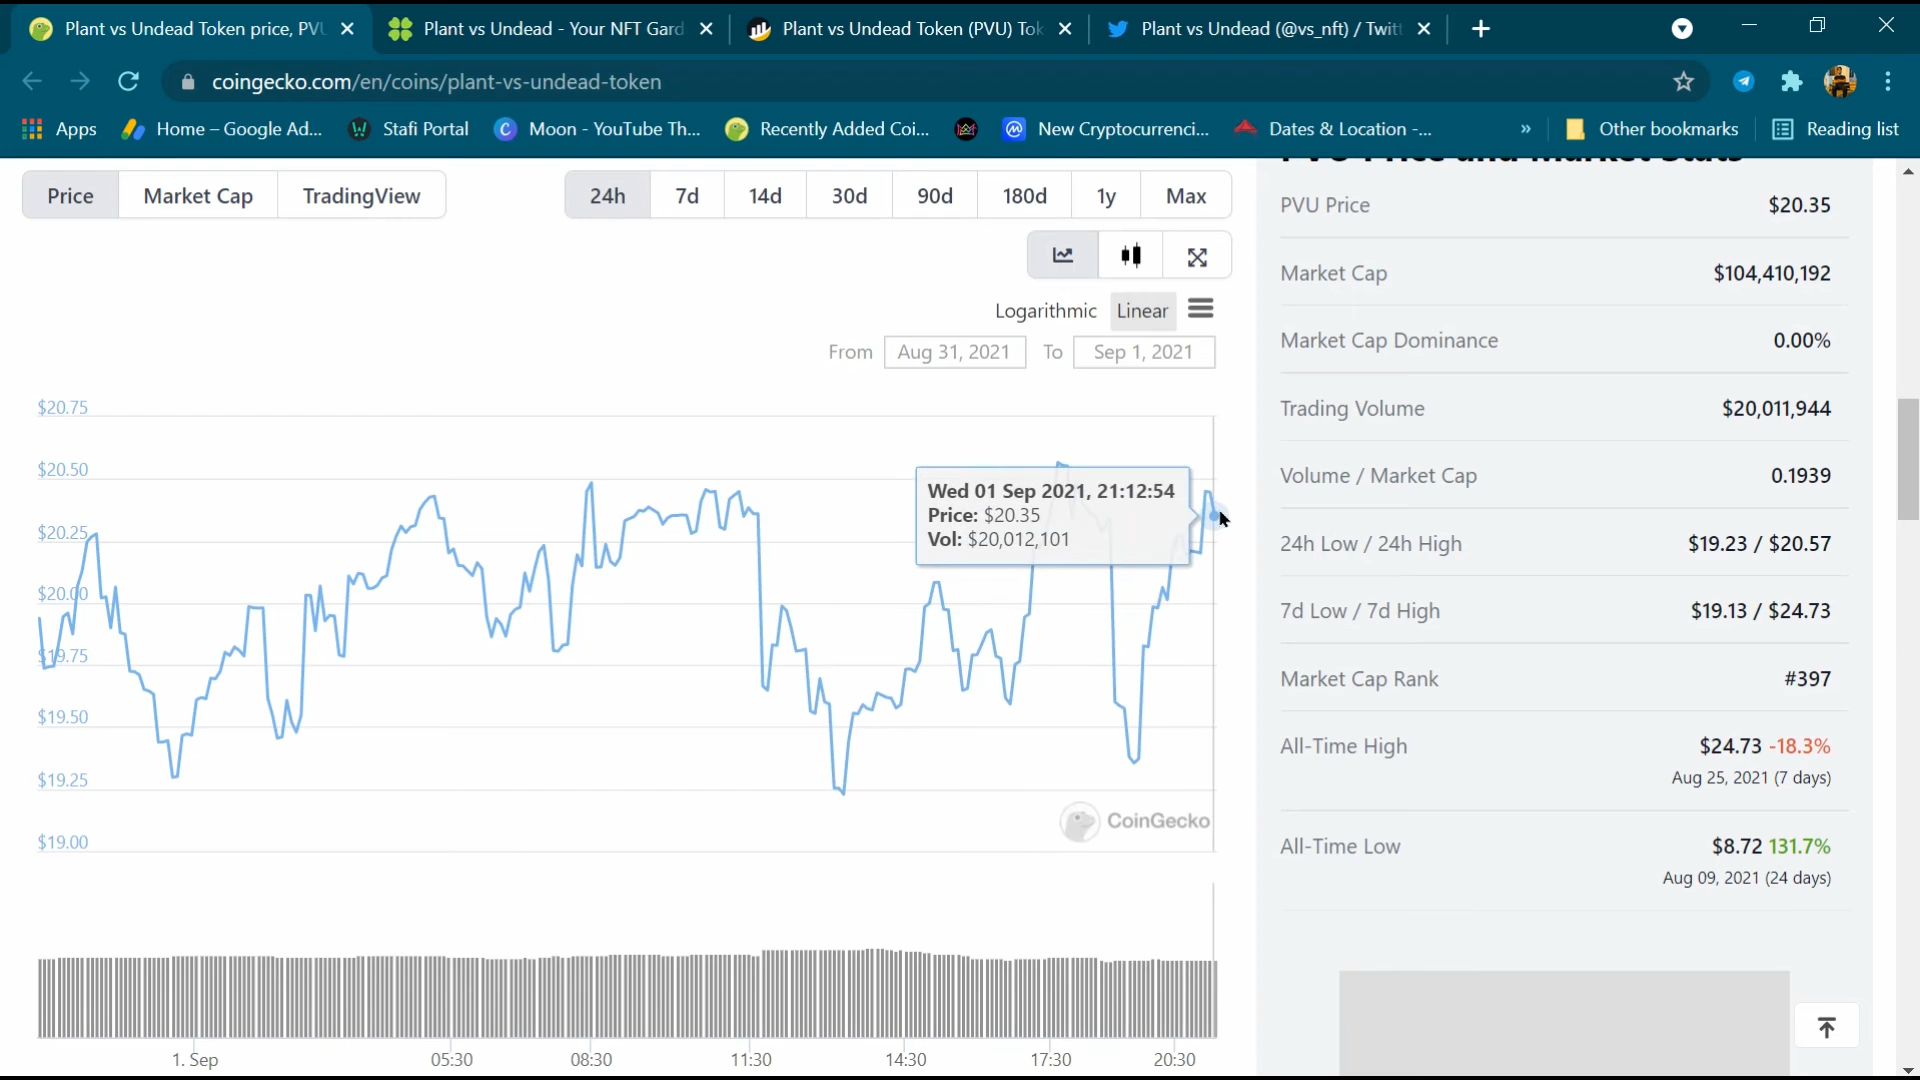 Plant vs Undead Token price, PVU
Plant vs Undead - Your NFT Gard
Plant vs Undead Token (PVU) Tok
Plant vs Undead (@vs_nft) / Twitt
coingecko.com/en/coins/plant-vs-undead-token
Apps
Home – Google Ad...
Stafi Portal
Moon - YouTube Th...
Recently Added Coi...
New Cryptocurrenci...
Dates & Location -...
»
Other bookmarks
Reading list
Price
Market Cap
TradingView
24h
7d
14d
30d
90d
180d
1y
Max
Logarithmic
Linear
From
Aug 31, 2021
To
Sep 1, 2021
$20.75
$20.50
$20.25
$20.00
$19.75
$19.50
$19.25
$19.00
Wed 01 Sep 2021, 21:12:54
Price: $20.35
Vol: $20,012,101
CoinGecko
1. Sep
05:30
08:30
11:30
14:30
17:30
20:30
PVU Price and Market Stats
PVU Price
$20.35
Market Cap
$104,410,192
Market Cap Dominance
0.00%
Trading Volume
$20,011,944
Volume / Market Cap
0.1939
24h Low / 24h High
$19.23 / $20.57
7d Low / 7d High
$19.13 / $24.73
Market Cap Rank
#397
All-Time High
$24.73 -18.3%
Aug 25, 2021 (7 days)
All-Time Low
$8.72 131.7%
Aug 09, 2021 (24 days)